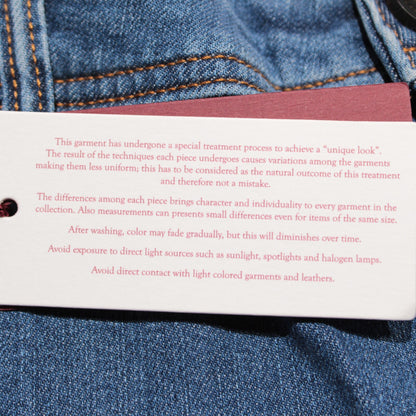 This garment has undergone a special treatment process to achieve a "unique look".
The result of the techniques each piece undergoes causes variations among the garments
making them less uniform; this has to be considered as the natural outcome of this treatment
and therefore not a mistake.
The differences among each piece brings character and individuality to every garment in the
collection. Also measurements can presents small differences even for items of the same size.
After washing, color may fade gradually, but this will diminishes over time.
Avoid exposure to direct light sources such as sunlight, spotlights and halogen lamps.
Avoid direct contact with light colored garments and leathers.